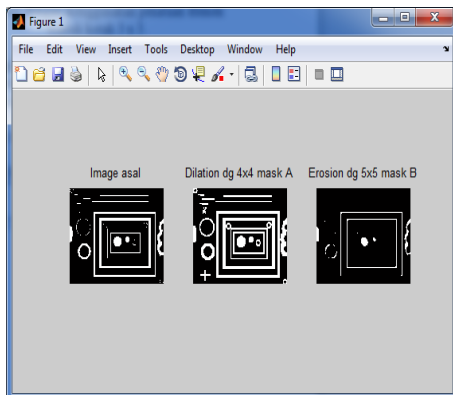 Figure 1
File Edit View Insert Tools Desktop Window Help
Image asal
Dilation dg 4x4 mask A
Erosion dg 5x5 mask B